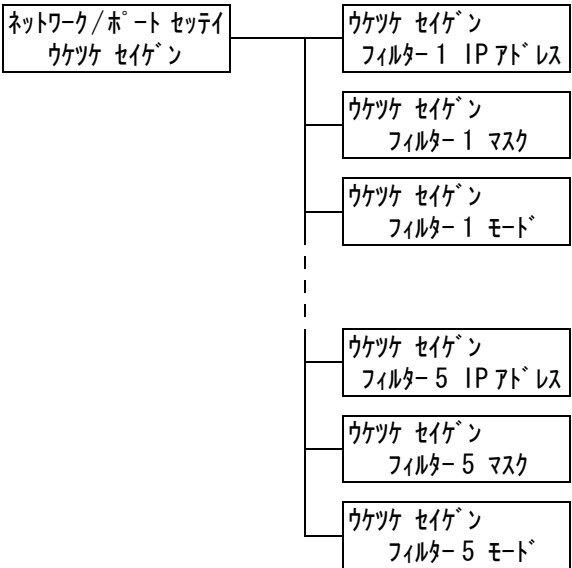 ﾈｯﾄﾜｰｸ/ﾎﾟｰﾄ ｾｯﾃｲ
ｳｹﾂｹ ｾｲｹﾞﾝ
ｳｹﾂｹ ｾｲｹﾞﾝ
ﾌｨﾙﾀｰ1 IPｱﾄﾞﾚｽ
ｳｹﾂｹ ｾｲｹﾞﾝ
ﾌｨﾙﾀｰ1 ﾏｽｸ
ｳｹﾂｹ ｾｲｹﾞﾝ
ﾌｨﾙﾀｰ1 ﾓｰﾄﾞ
ｳｹﾂｹ ｾｲｹﾞﾝ
ﾌｨﾙﾀｰ5 IPｱﾄﾞﾚｽ
ｳｹﾂｹ ｾｲｹﾞﾝ
ﾌｨﾙﾀｰ5 ﾏｽｸ
ｳｹﾂｹ ｾｲｹﾞﾝ
ﾌｨﾙﾀｰ5 ﾓｰﾄﾞ